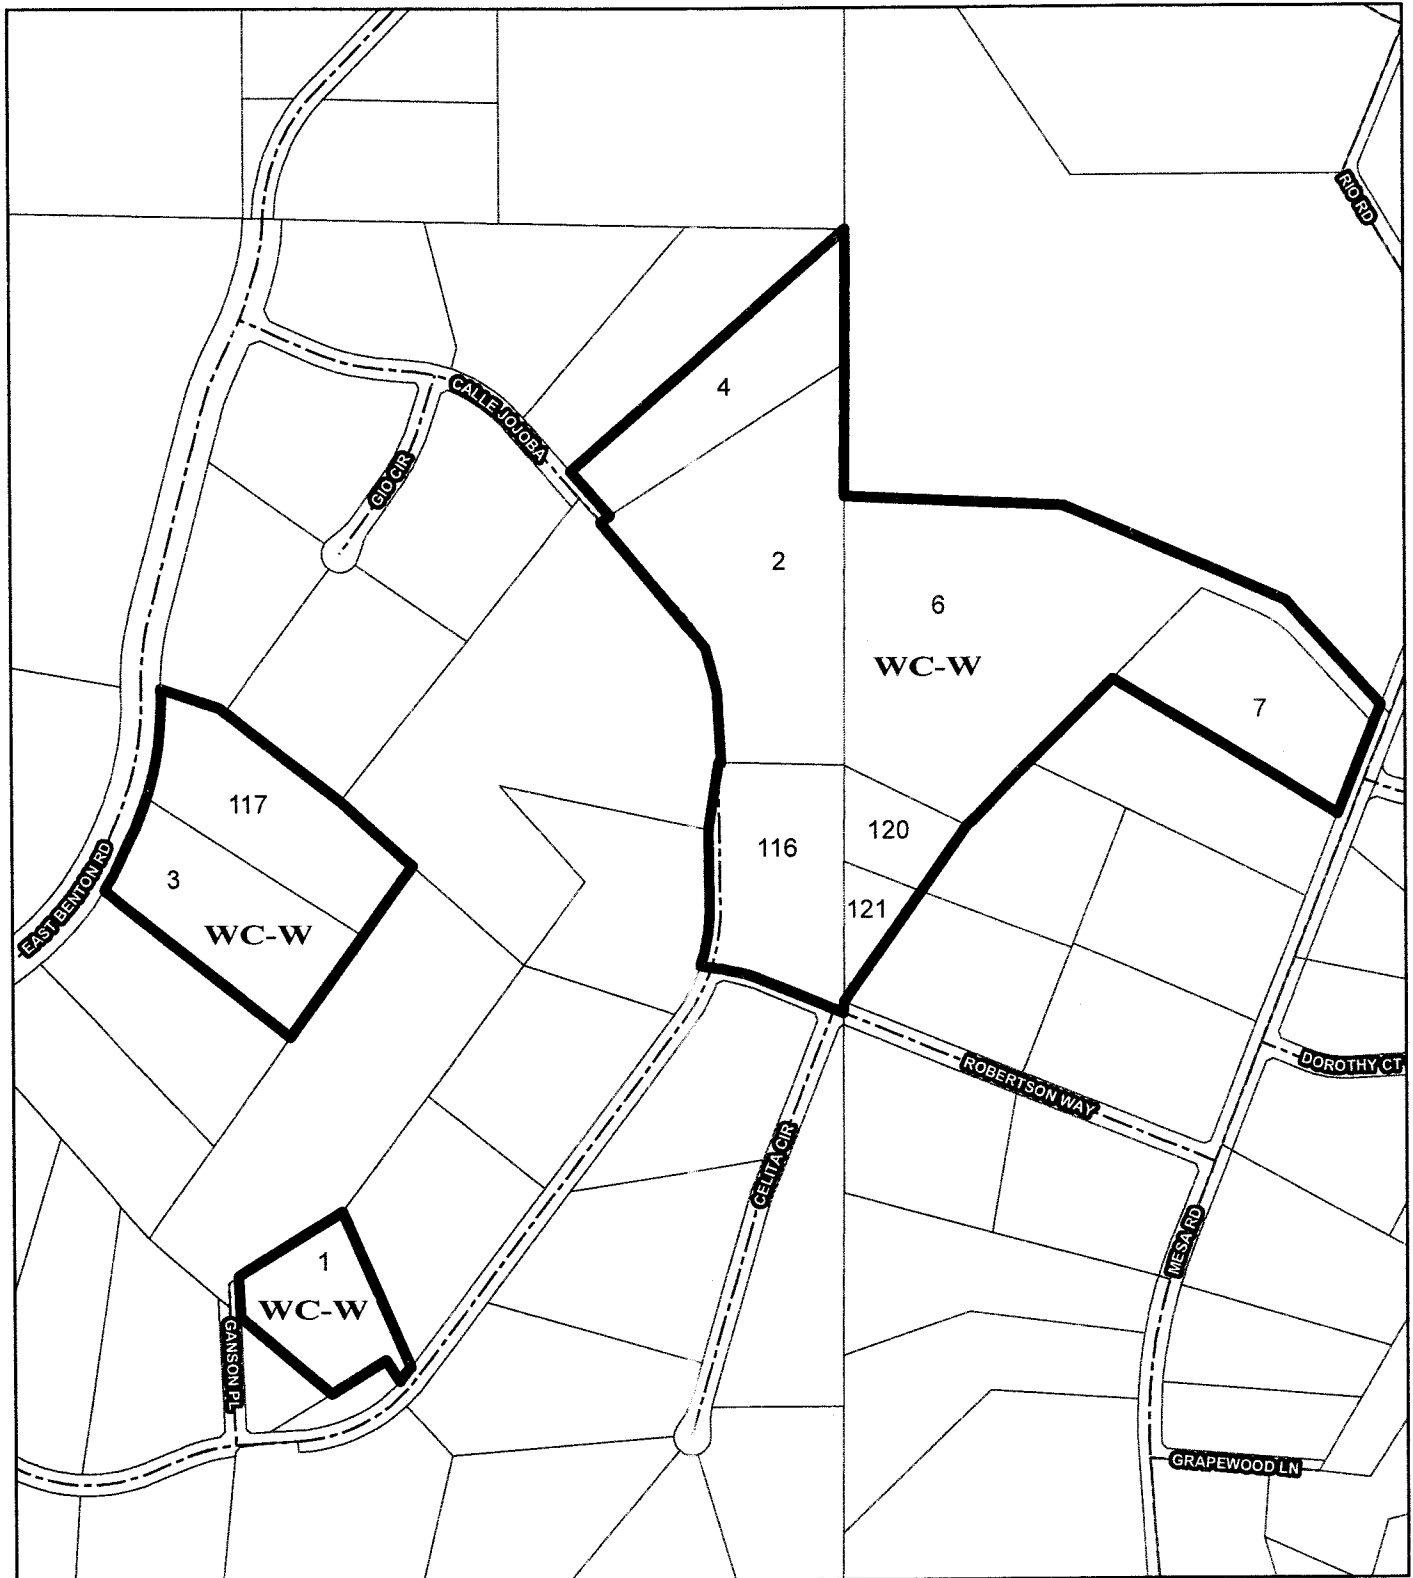 RIO RD
4
CALLE JOJOBA
GIO CIR
2
6
WC-W
7
117
120
116
3
121
EAST BENTON RD
WC-W
DOROTHY CT
ROBERTSON WAY
CELITA CIR
MESA RD
1
WC-W
GANSON PL
GRAPEWOOD LN